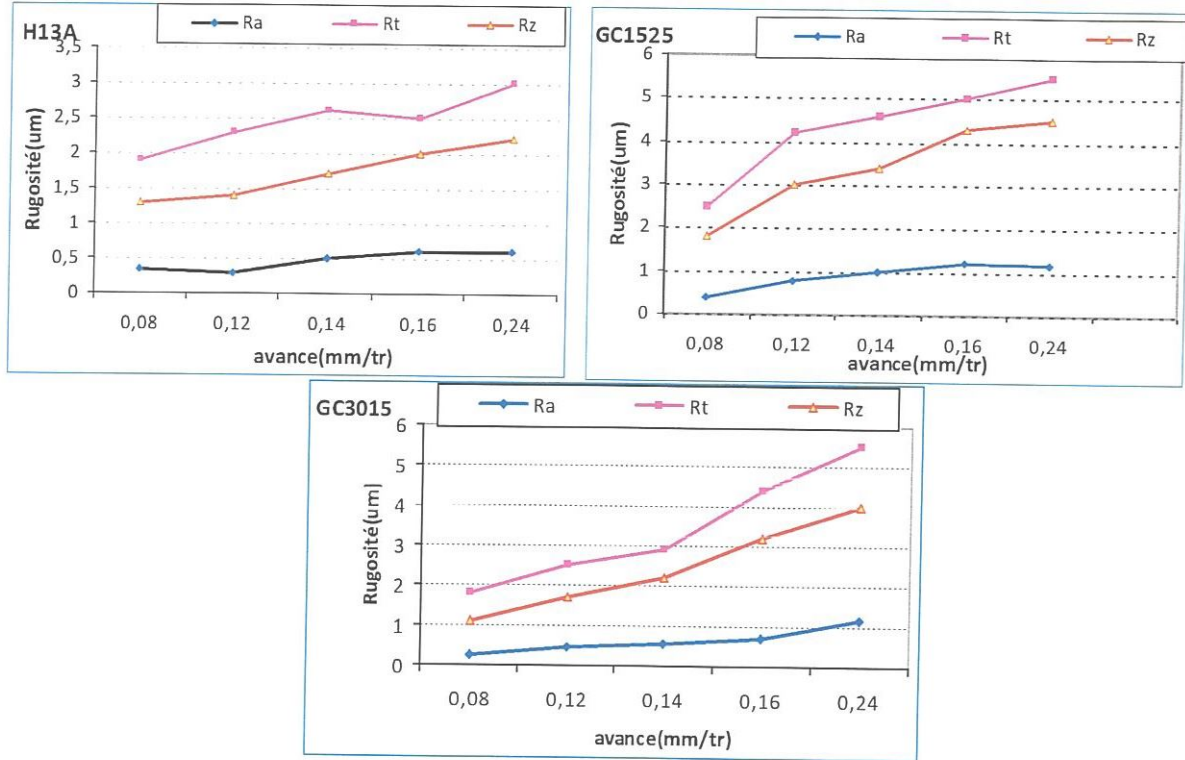 H13A
Ra Rt Rz
3,5
3
2,5
2
1,5
1
0,5
0
Rugosité(um)
0,08 0,12 0,14 0,16 0,24
avance(mm/tr)
GC1525
Ra Rt Rz
6
5
4
3
2
1
0
Rugosité(um)
0,08 0,12 0,14 0,16 0,24
avance(mm/tr)
GC3015
Ra Rt Rz
6
5
4
3
2
1
0
Rugosité(um)
0,08 0,12 0,14 0,16 0,24
avance(mm/tr)